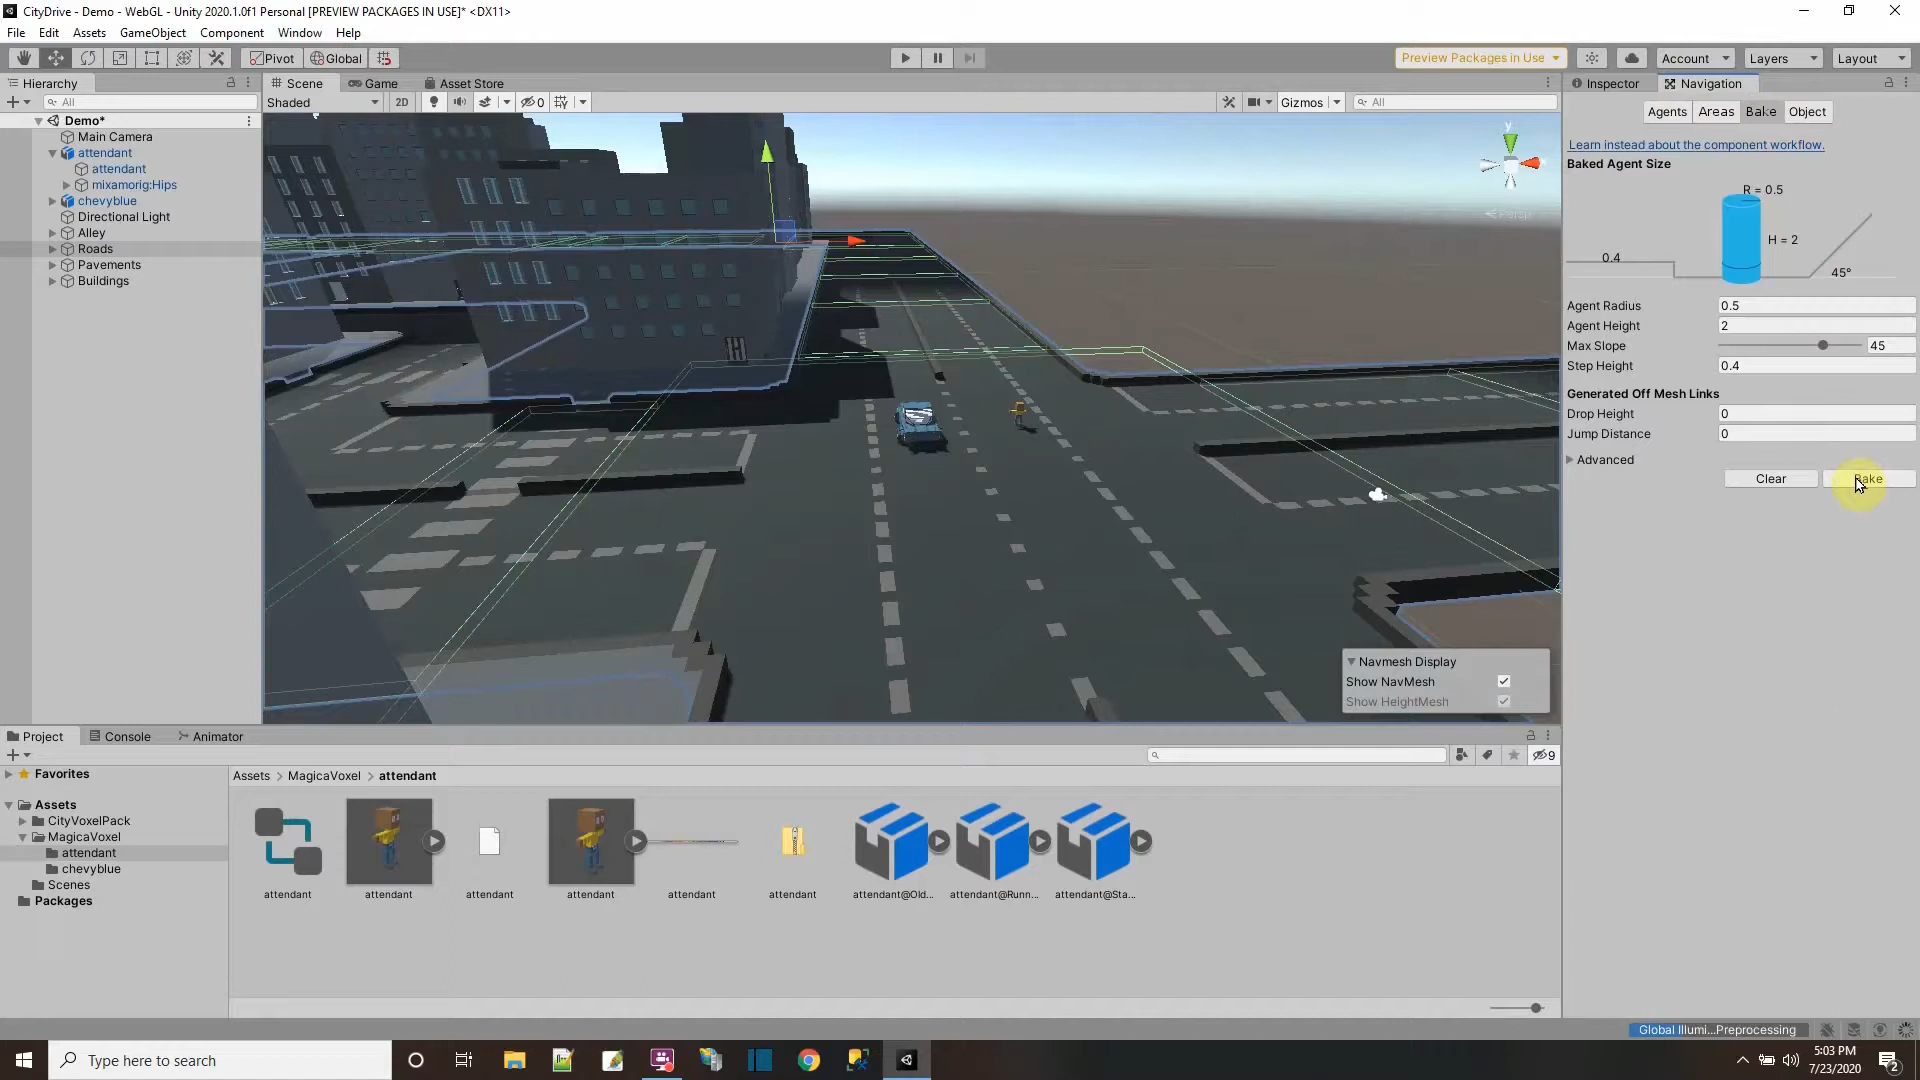 CityDrive - Demo - WebGL - Unity 2020.1.0f1 Personal [PREVIEW PACKAGES IN USE]* <DX11>
File Edit Assets GameObject Component Window Help
Pivot Global Preview Packages in Use Account Layers Layout
Hierarchy
All
Demo*
Main Camera
attendant
attendant
mixamorig:Hips
chevyblue
Directional Light
Alley
Roads
Pavements
Buildings
Scene Game Asset Store
Shaded 2D 0 Gizmos All
y
Persp
Navmesh Display
Show NavMesh
Show HeightMesh
Inspector Navigation
Agents Areas Bake Object
Learn instead about the component workflow.
Baked Agent Size
R = 0.5
H = 2
0.4
45°
Agent Radius 0.5
Agent Height 2
Max Slope 45
Step Height 0.4
Generated Off Mesh Links
Drop Height 0
Jump Distance 0
Advanced
Clear Bake
Project Console Animator
9
Favorites
Assets
CityVoxelPack
MagicaVoxel
attendant
chevyblue
Scenes
Packages
Assets > MagicaVoxel > attendant
attendant attendant attendant attendant attendant attendant attendant@Old... attendant@Runn... attendant@Sta...
Global Illumi...Preprocessing
Type here to search
5:03 PM
7/23/2020
2